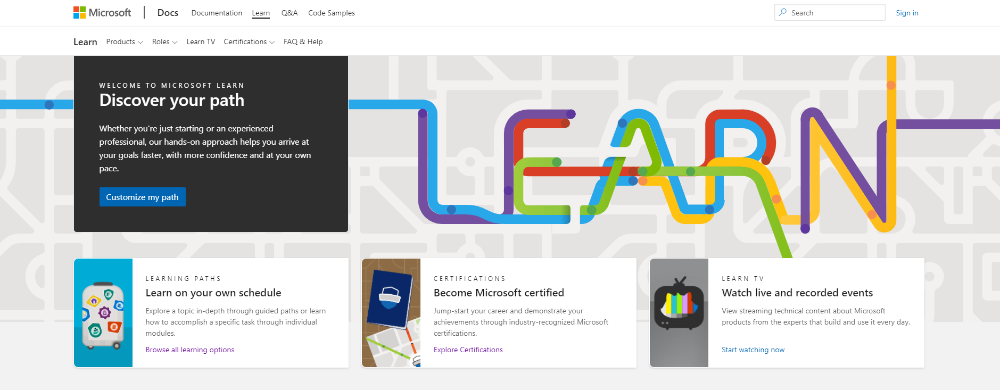 Microsoft Docs Documentation Learn Q&A Code Samples Search Sign in
Learn Products Roles Learn TV Certifications FAQ & Help
WELCOME TO MICROSOFT LEARN
Discover your path
Whether you're just starting or an experienced
professional, our hands-on approach helps you arrive at
your goals faster, with more confidence and at your own
pace.
Customize my path
LEARN
LEARNING PATHS
Learn on your own schedule
Explore a topic in-depth through guided paths or learn
how to accomplish a specific task through individual
modules.
Browse all learning options
CERTIFICATIONS
Become Microsoft certified
Jump-start your career and demonstrate your
achievements through industry-recognized Microsoft
certifications.
Explore Certifications
LEARN TV
Watch live and recorded events
View streaming technical content about Microsoft
products from the experts that build and use it every day.
Start watching now